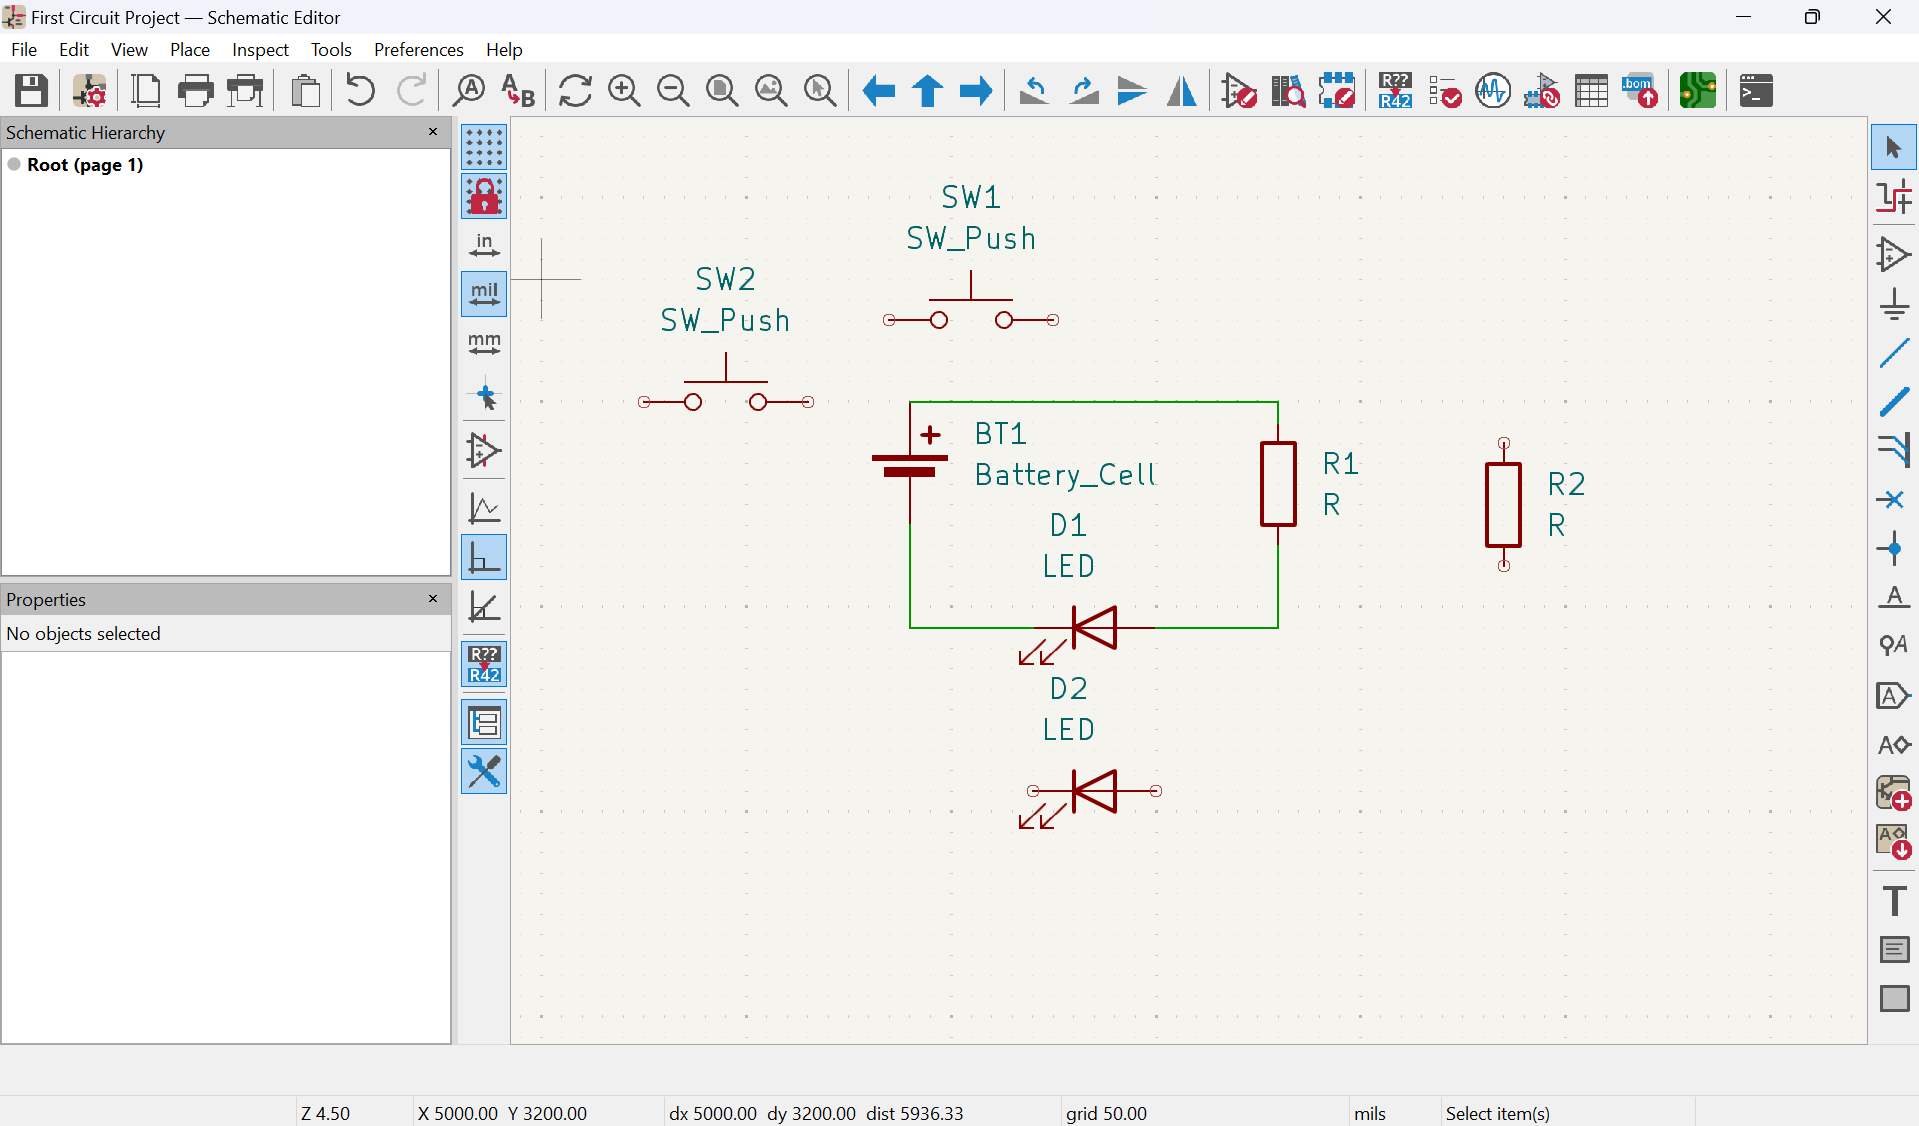 First Circuit Project — Schematic Editor
File Edit View Place Inspect Tools Preferences Help
Schematic Hierarchy
Root (page 1)
Properties
No objects selected
in
mil
mm
R??
R42
R??
R42
.bom
A
B
SW1
SW_Push
SW2
SW_Push
BT1
Battery_Cell
R1
R
R2
R
D1
LED
D2
LED
Z 4.50 X 5000.00 Y 3200.00 dx 5000.00 dy 3200.00 dist 5936.33 grid 50.00 mils Select item(s)